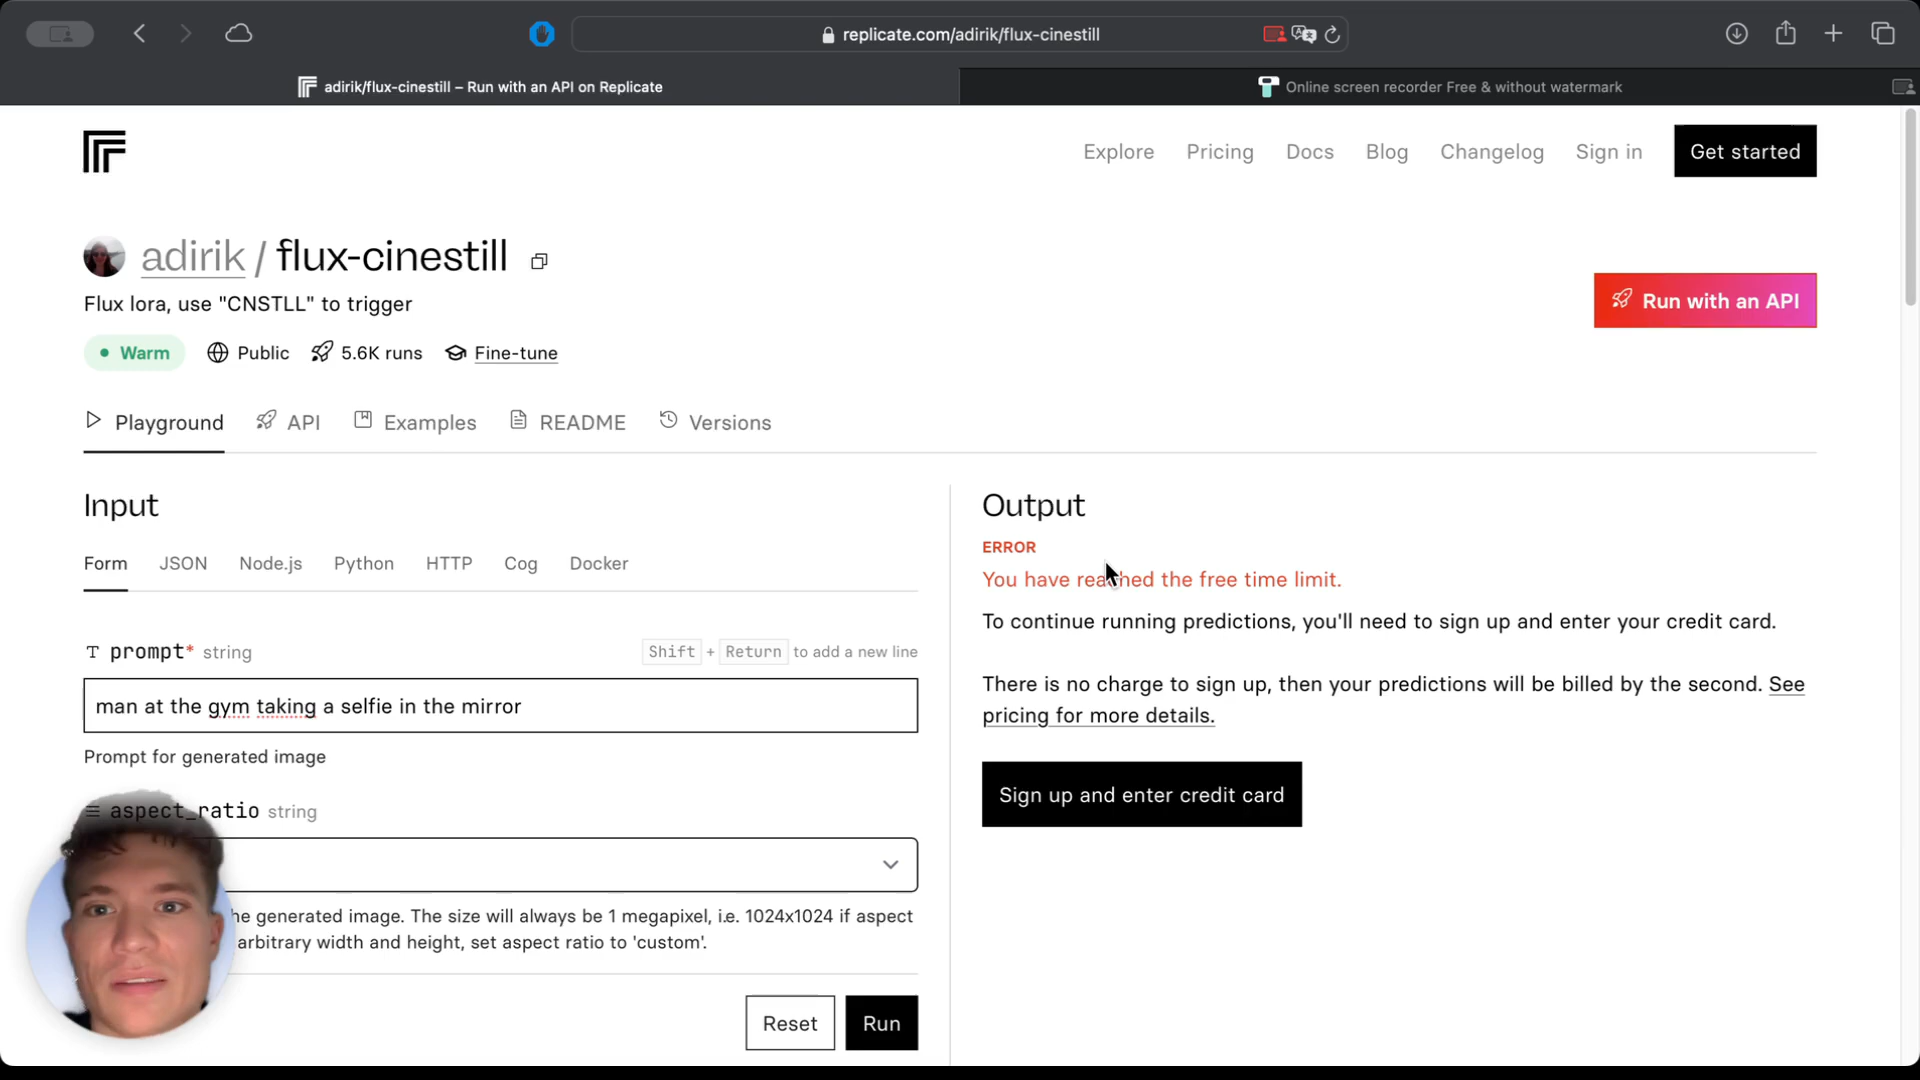 replicate.com/adirik/flux-cinestill
adirik/flux-cinestill – Run with an API on Replicate
Online screen recorder Free & without watermark
Explore
Pricing
Docs
Blog
Changelog
Sign in
Get started
adirik / flux-cinestill
Flux lora, use "CNSTLL" to trigger
Run with an API
Warm
Public
5.6K runs
Fine-tune
Playground
API
Examples
README
Versions
Input
Form
JSON
Node.js
Python
HTTP
Cog
Docker
prompt* string
Shift + Return to add a new line
man at the gym taking a selfie in the mirror
Prompt for generated image
aspect_ratio string
he generated image. The size will always be 1 megapixel, i.e. 1024x1024 if aspect
arbitrary width and height, set aspect ratio to 'custom'.
Reset
Run
Output
ERROR
You have reached the free time limit.
To continue running predictions, you'll need to sign up and enter your credit card.
There is no charge to sign up, then your predictions will be billed by the second. See
pricing for more details.
Sign up and enter credit card